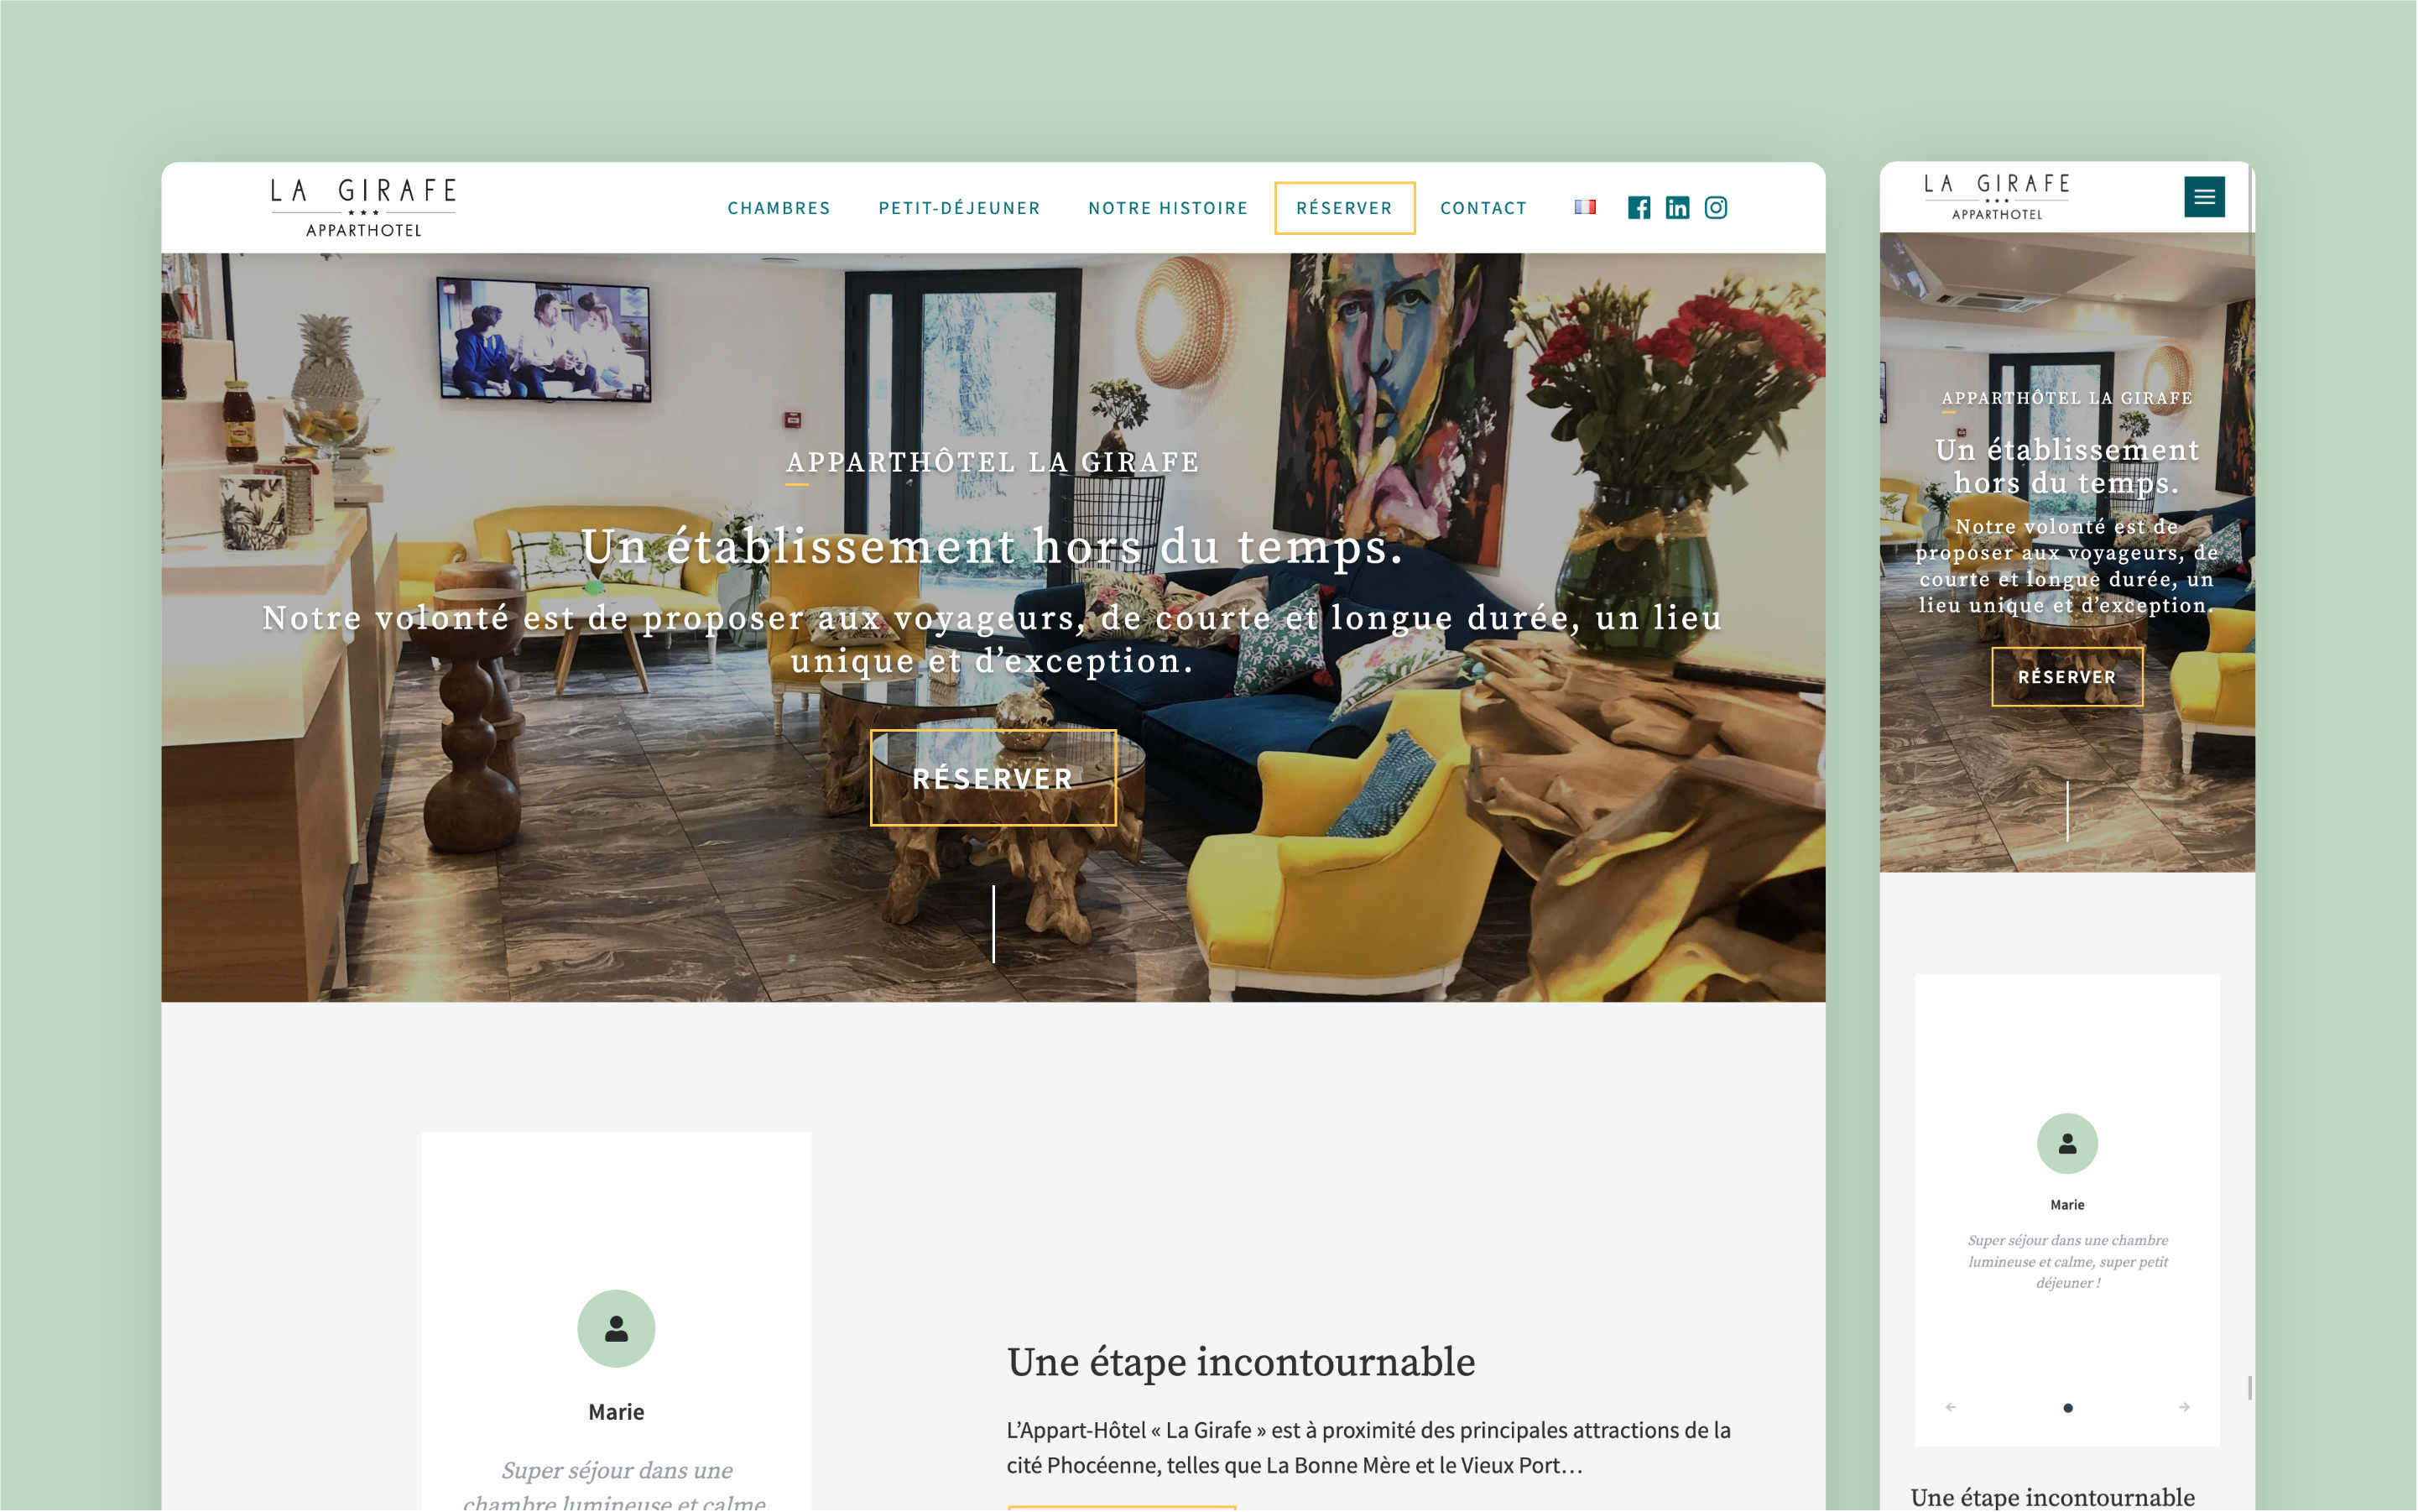 LA GIRAFE
APPARTHOTEL
CHAMBRES
PETIT-DÉJEUNER
NOTRE HISTOIRE
RÉSERVER
CONTACT
APPARTHÔTEL LA GIRAFE
Un établissement hors du temps.
Notre volonté est de proposer aux voyageurs, de courte et longue durée, un lieu
unique et d’exception.
RÉSERVER
Marie
Super séjour dans une
chambre lumineuse et calme
Une étape incontournable
L’Appart-Hôtel « La Girafe » est à proximité des principales attractions de la
cité Phocéenne, telles que La Bonne Mère et le Vieux Port…
LA GIRAFE
APPARTHOTEL
APPARTHÔTEL LA GIRAFE
Un établissement
hors du temps.
Notre volonté est de
proposer aux voyageurs, de
courte et longue durée, un
lieu unique et d’exception.
RÉSERVER
Marie
Super séjour dans une chambre
lumineuse et calme, super petit
déjeuner !
Une étape incontournable